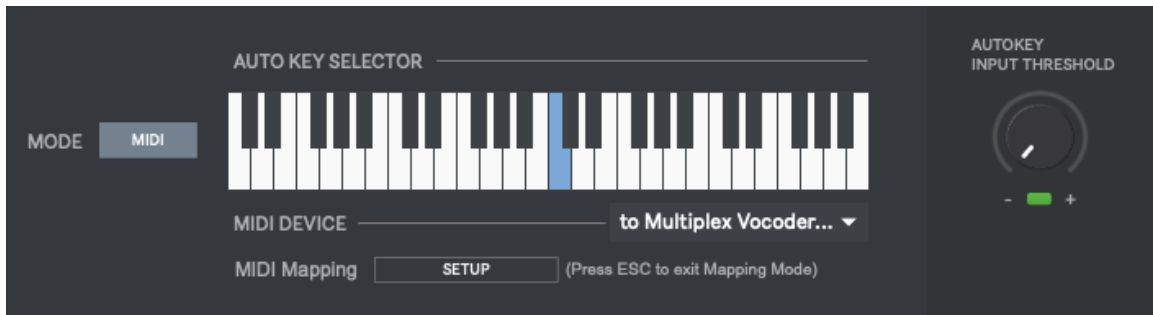 AUTO KEY SELECTOR
MODE
MIDI
MIDI DEVICE
to Multiplex Vocoder...
MIDI Mapping
SETUP
(Press ESC to exit Mapping Mode)
AUTOKEY
INPUT THRESHOLD
- +